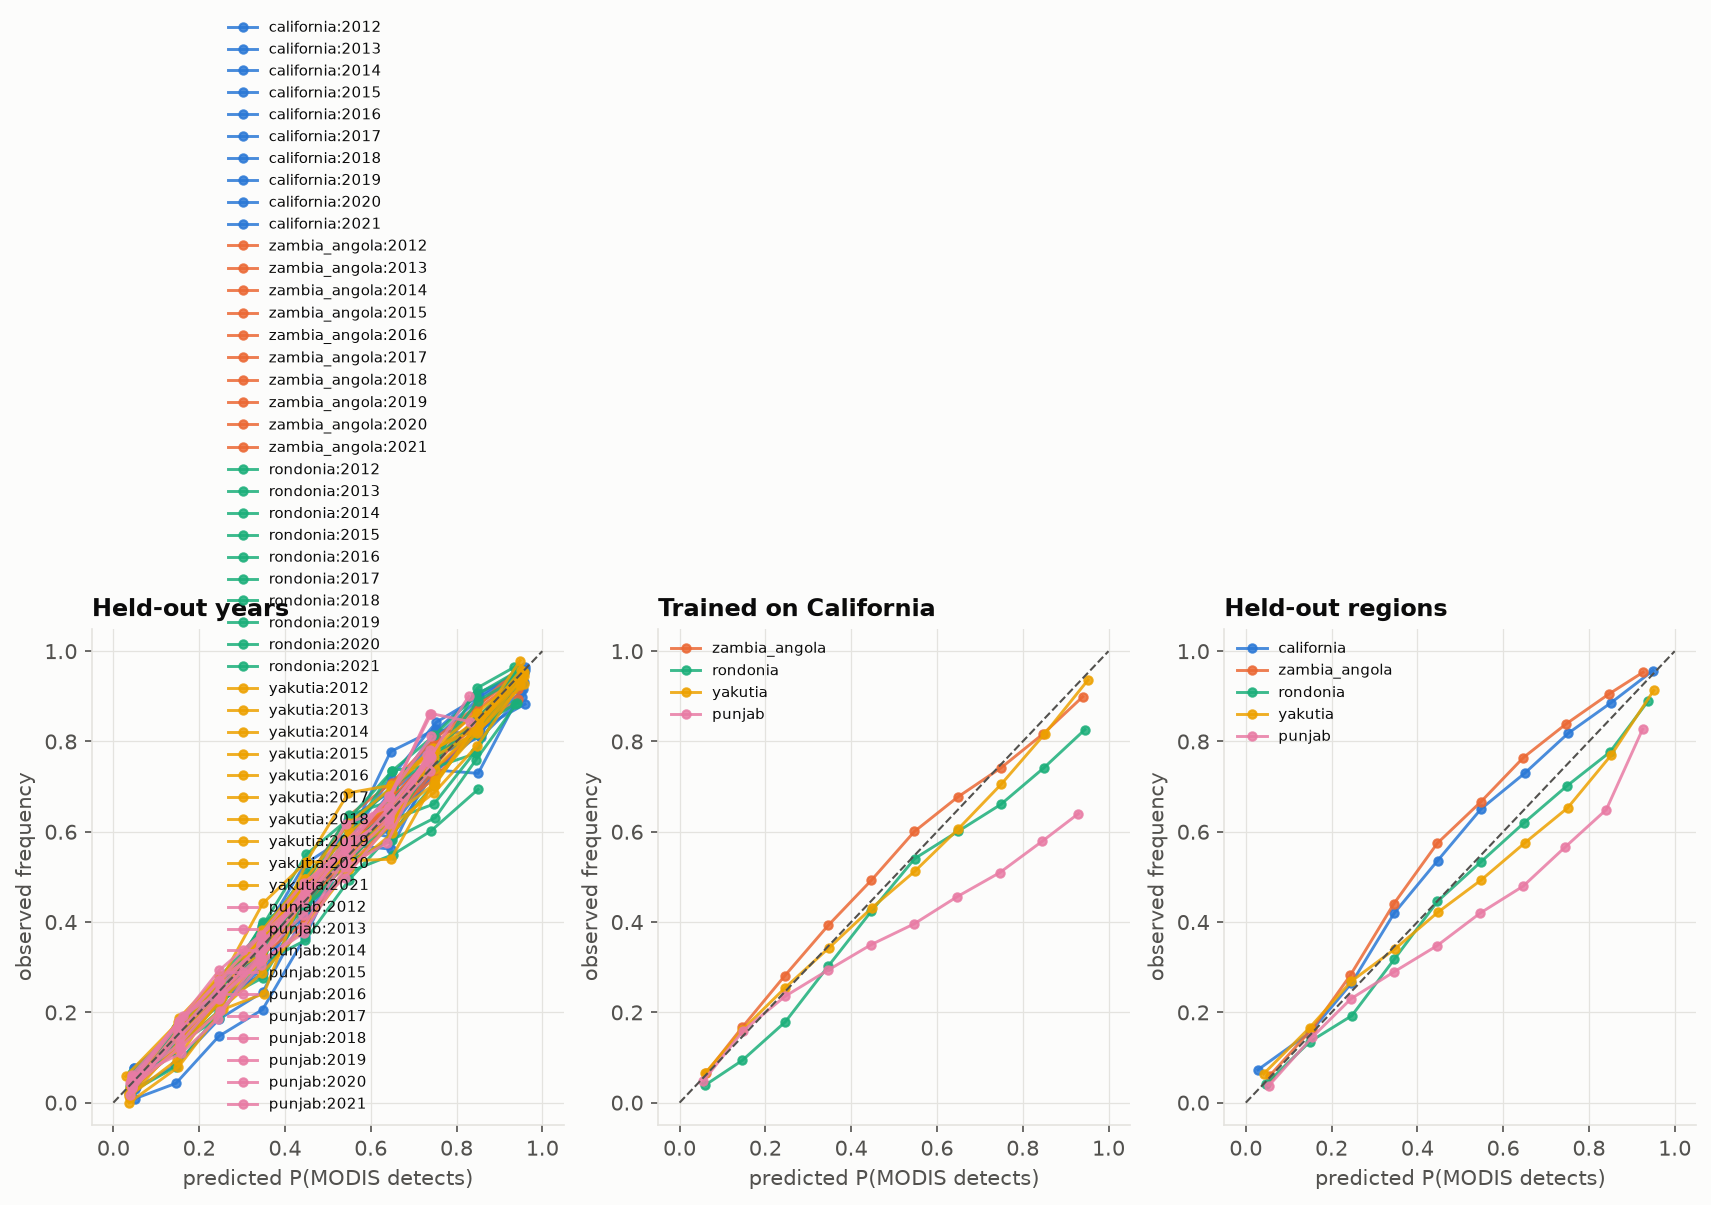 california:2012
california:2013
california:2014
california:2015
california:2016
california:2017
california:2018
california:2019
california:2020
california:2021
zambia_angola:2012
zambia_angola:2013
zambia_angola:2014
zambia_angola:2015
zambia_angola:2016
zambia_angola:2017
zambia_angola:2018
zambia_angola:2019
zambia_angola:2020
zambia_angola:2021
rondonia:2012
rondonia:2013
rondonia:2014
rondonia:2015
rondonia:2016
rondonia:2017
rondonia:2018
rondonia:2019
rondonia:2020
rondonia:2021
yakutia:2012
yakutia:2013
yakutia:2014
yakutia:2015
yakutia:2016
yakutia:2017
yakutia:2018
yakutia:2019
yakutia:2020
yakutia:2021
punjab:2012
punjab:2013
punjab:2014
punjab:2015
punjab:2016
punjab:2017
punjab:2018
punjab:2019
punjab:2020
punjab:2021
Held-out years
observed frequency
1.0
0.8
0.6
0.4
0.2
0.0
0.0 0.2 0.4 0.6 0.8 1.0
predicted P(MODIS detects)
Trained on California
zambia_angola
rondonia
yakutia
punjab
observed frequency
1.0
0.8
0.6
0.4
0.2
0.0
0.0 0.2 0.4 0.6 0.8 1.0
predicted P(MODIS detects)
Held-out regions
california
zambia_angola
rondonia
yakutia
punjab
observed frequency
1.0
0.8
0.6
0.4
0.2
0.0
0.0 0.2 0.4 0.6 0.8 1.0
predicted P(MODIS detects)